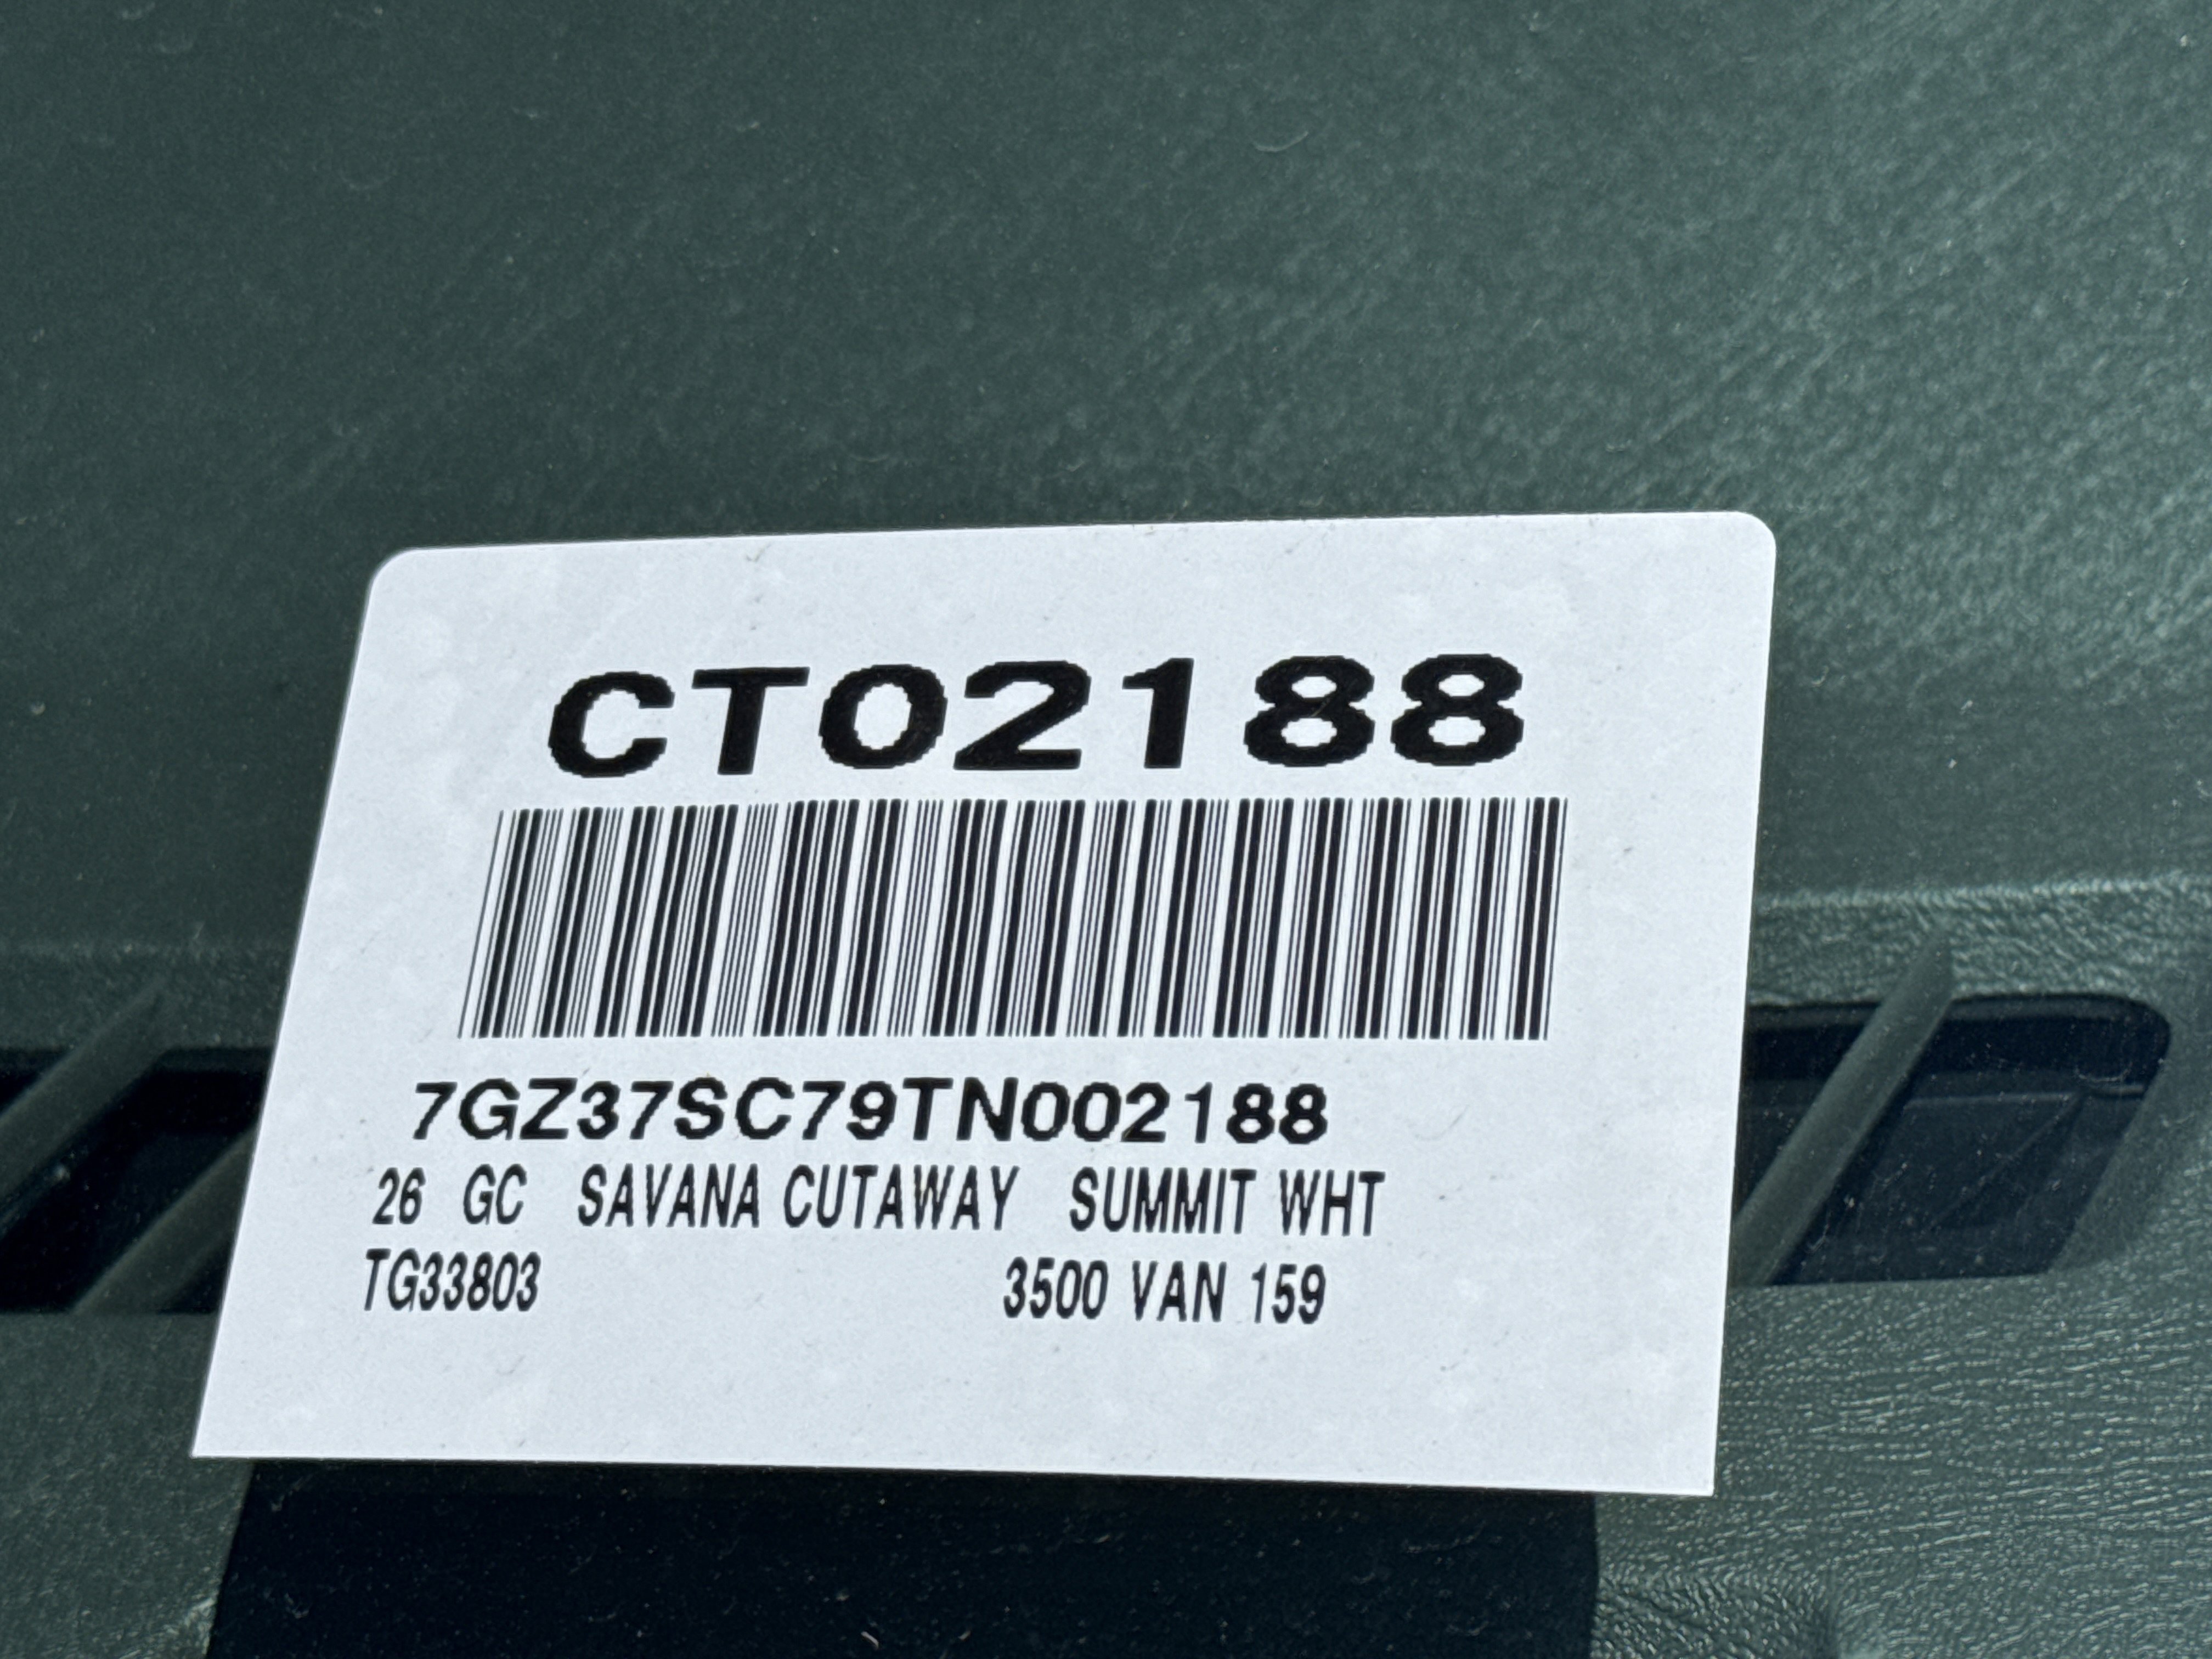 CT02188
7GZ37SC79TN002188
26 GC SAVANA CUTAWAY SUMMIT WHT
TG33803 3500 VAN 159